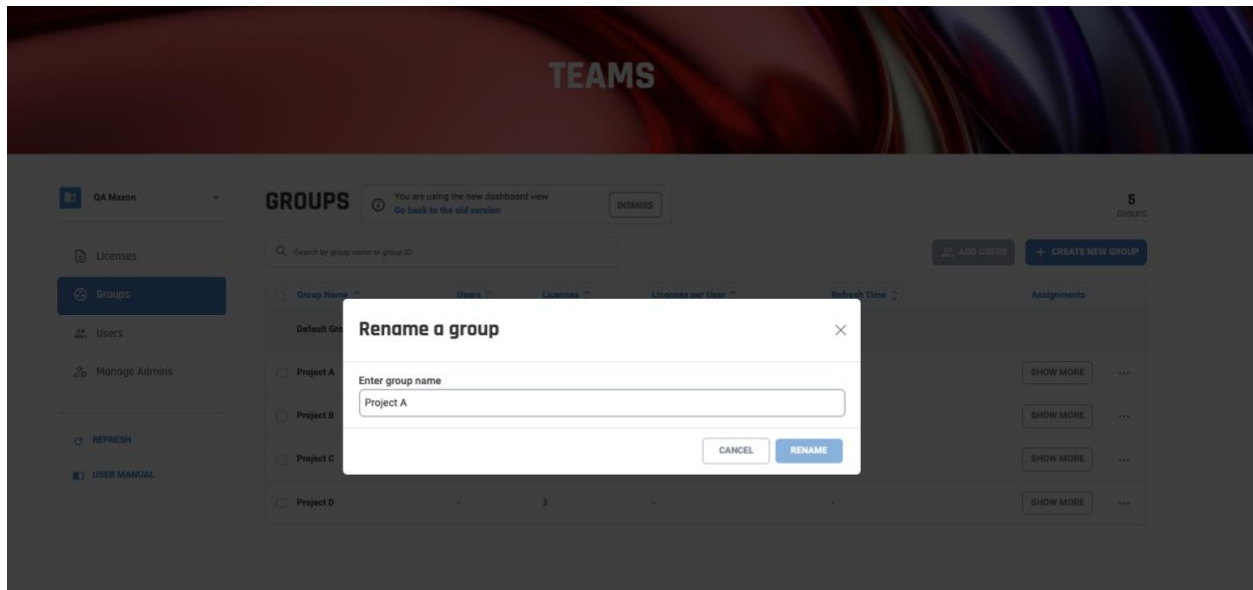 TEAMS
QA Maxon
GROUPS
You are using the new dashboard view
Go back to the old version
DISMISS
5
GROUPS
Search by group name or group ID
ADD USERS
+ CREATE NEW GROUP
Licenses
Groups
Users
Manage Admins
REFRESH
USER MANUAL
Group Name Users Licenses Licenses per User Refresh Time Assignments
Default Gro
Project A SHOW MORE ...
Project B SHOW MORE ...
Project C SHOW MORE ...
Project D - 3 - - SHOW MORE ...
Rename a group
Enter group name
Project A
CANCEL RENAME